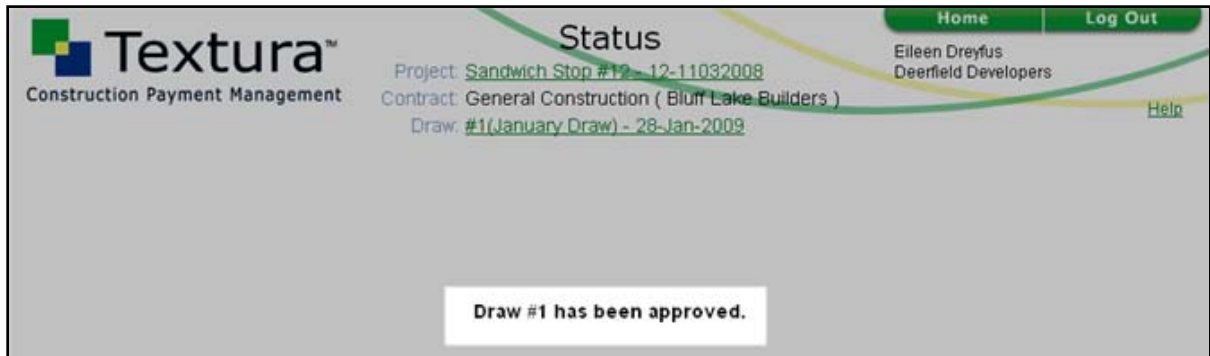 Textura™
Construction Payment Management
Status
Project: Sandwich Stop #12 - 12-11032008
Contract: General Construction ( Bluff Lake Builders )
Draw: #1(January Draw) - 28-Jan-2009
Home
Log Out
Eileen Dreyfus
Deerfield Developers
Help
Draw #1 has been approved.